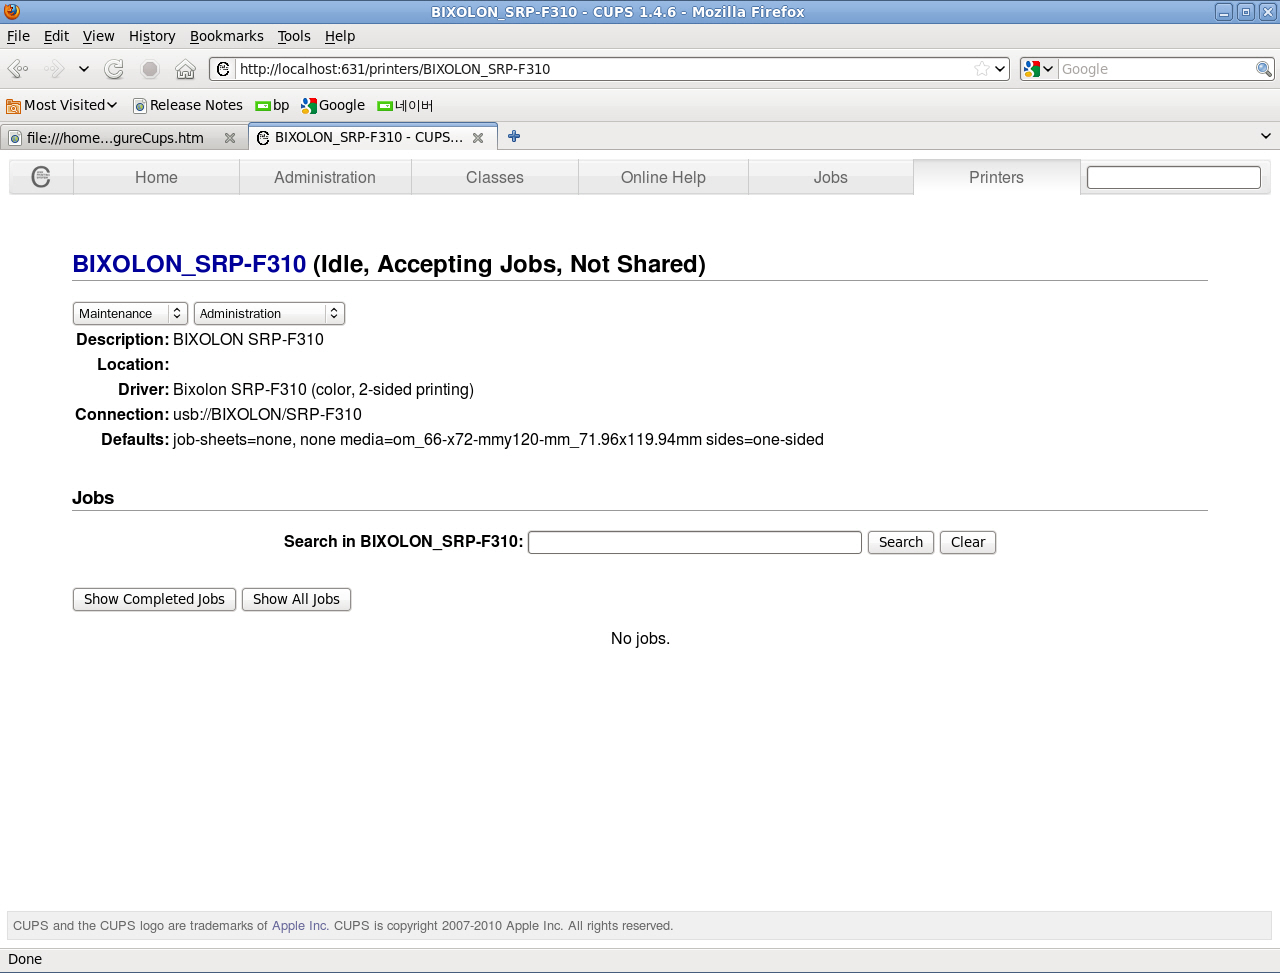 BIXOLON_SRP-F310 - CUPS 1.4.6 - Mozilla Firefox
File Edit View History Bookmarks Tools Help
http://localhost:631/printers/BIXOLON_SRP-F310 Google
Most Visited Release Notes bp Google 네이버
file:///home...gureCups.htm BIXOLON_SRP-F310 - CUPS...
Home Administration Classes Online Help Jobs Printers
BIXOLON_SRP-F310 (Idle, Accepting Jobs, Not Shared)
Maintenance Administration
Description: BIXOLON SRP-F310
Location:
Driver: Bixolon SRP-F310 (color, 2-sided printing)
Connection: usb://BIXOLON/SRP-F310
Defaults: job-sheets=none, none media=om_66-x72-mmy120-mm_71.96x119.94mm sides=one-sided
Jobs
Search in BIXOLON_SRP-F310: Search Clear
Show Completed Jobs Show All Jobs
No jobs.
CUPS and the CUPS logo are trademarks of Apple Inc. CUPS is copyright 2007-2010 Apple Inc. All rights reserved.
Done